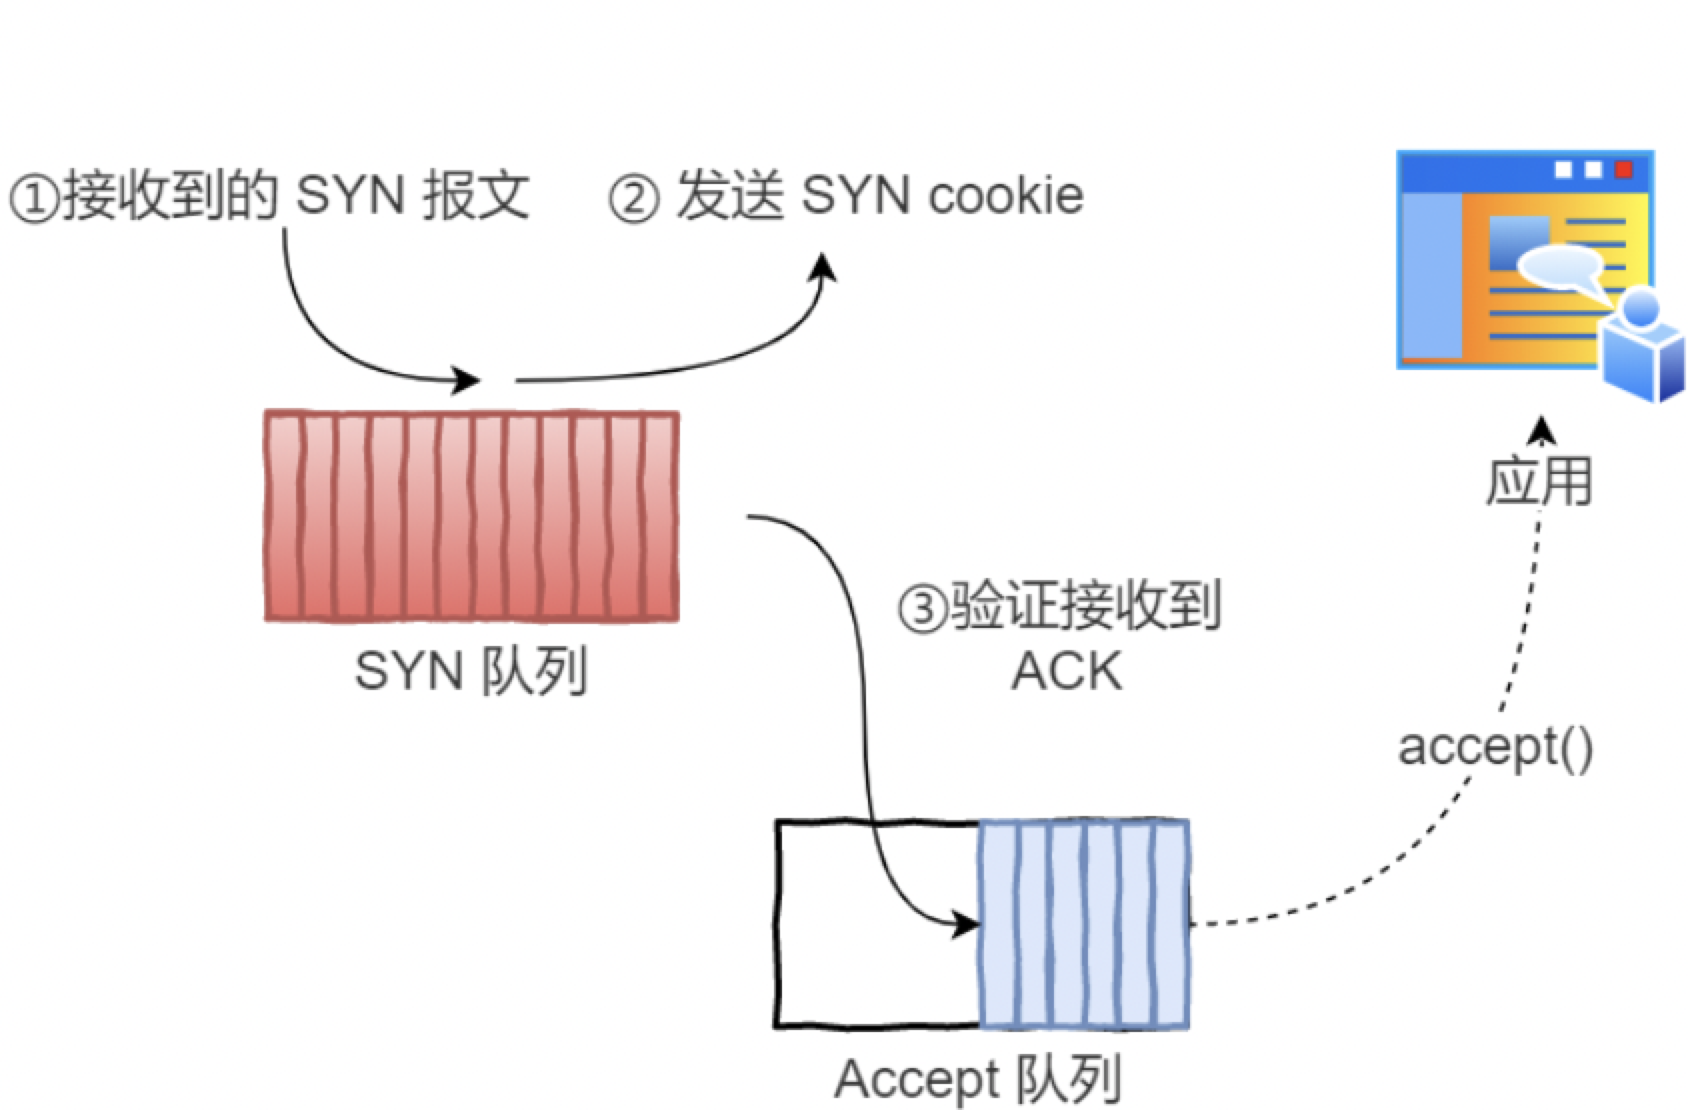 ①接收到的 SYN 报文
② 发送 SYN cookie
应用
③验证接收到
ACK
SYN 队列
accept()
Accept 队列